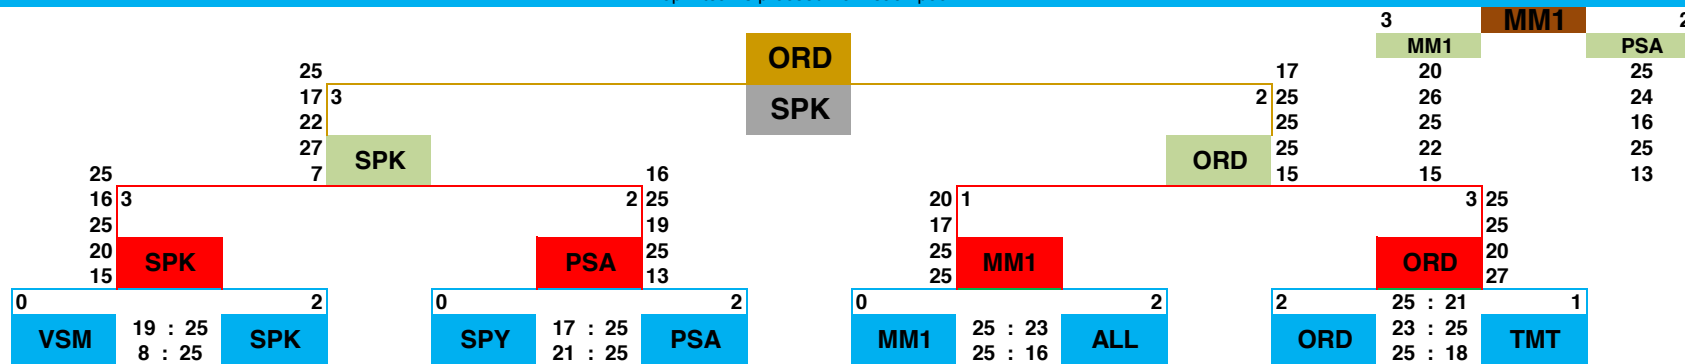 3 MM1 2
ORD MM1 PSA
25 17 20 25
17 3 SPK 2 25 26 24
22 25 25 16
27 SPK ORD 25 22 25
25 7 16 15 15 13
16 3 2 25 20 1 3 25
25 19 17 25
20 SPK PSA 25 25 MM1 ORD 20
15 13 25 27
0 2 0 2 0 2 2 25 : 21 1
VSM 19 : 25 SPK SPY 17 : 25 PSA MM1 25 : 23 ALL ORD 23 : 25 TMT
8 : 25 21 : 25 25 : 16 25 : 18